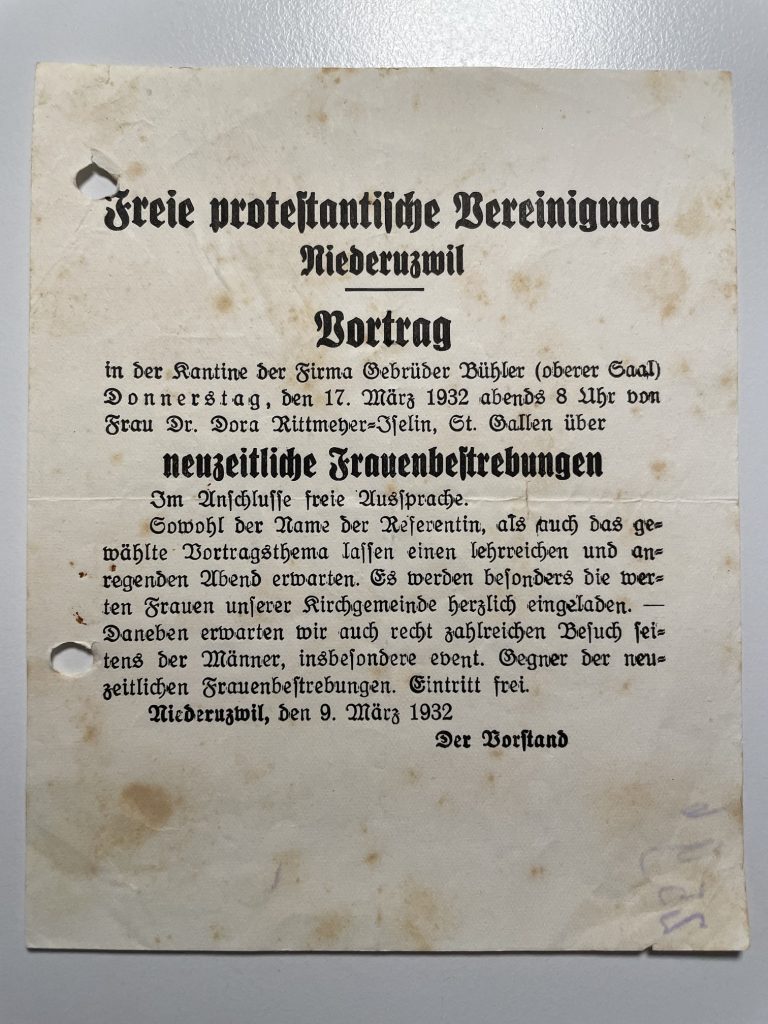 Freie protestantische Vereinigung
Niederuzwil
Vortrag
in der Kantine der Firma Gebrüder Bühler (oberer Saal)
Donnerstag, den 17. März 1932 abends 8 Uhr von
Frau Dr. Dora Rittmeyer-Iselin, St. Gallen über
neuzeitliche Frauenbestrebungen
Im Anschlusse freie Aussprache.
Sowohl der Name der Referentin, als auch das ge-
wählte Vortragsthema lassen einen lehrreichen und an-
regenden Abend erwarten. Es werden besonders die wer-
ten Frauen unserer Kirchgemeinde herzlich eingeladen. —
Daneben erwarten wir auch recht zahlreichen Besuch sei-
tens der Männer, insbesondere event. Gegner der neu-
zeitlichen Frauenbestrebungen. Eintritt frei.
Niederuzwil, den 9. März 1932
Der Vorstand